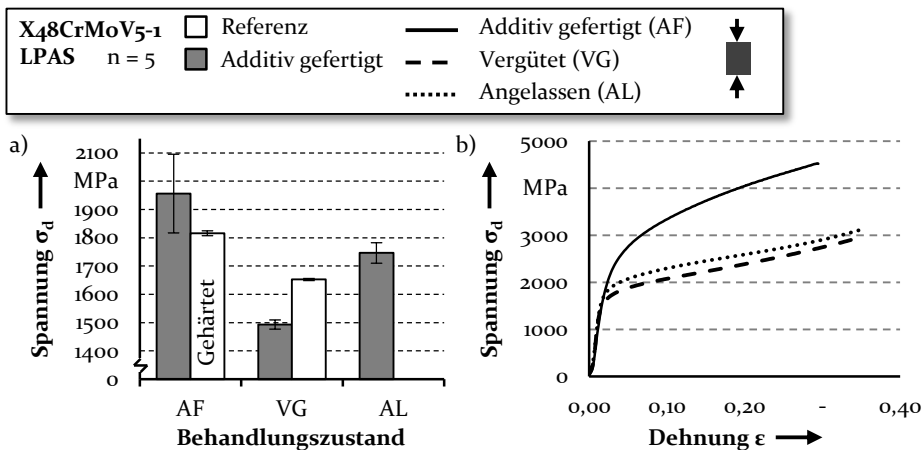 X48CrMoV5-1
LPAS n = 5
Referenz
Additiv gefertigt
Additiv gefertigt (AF)
Vergütet (VG)
Angelassen (AL)
a)
Spannung σd
2100
MPa
1900
1800
1700
1600
1500
1400
0
Gehärtet
AF VG AL
Behandlungszustand
b)
Spannung σd
5000
MPa
3000
2000
1000
0
0,00 0,10 0,20 - 0,40
Dehnung ε